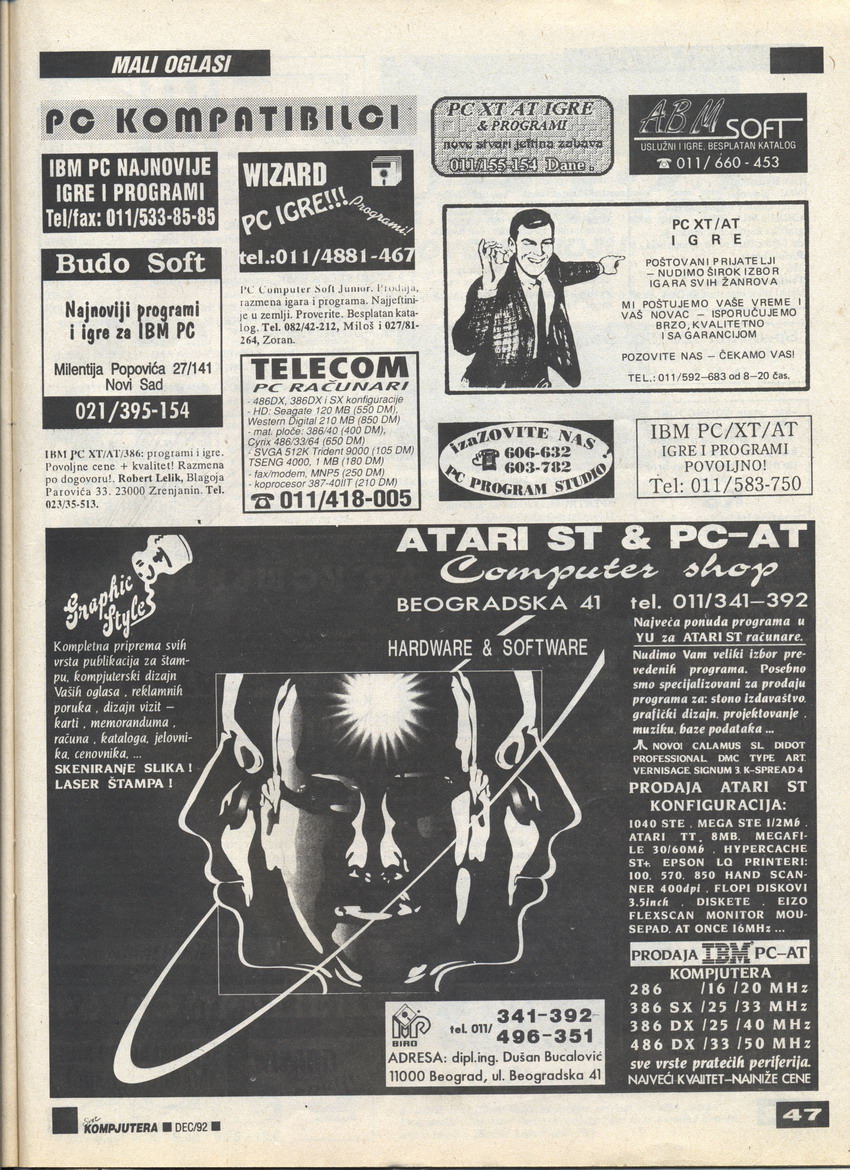 MALI OGLASI
PC KOMPATIBILCI
IBM PC NAJNOVIJE
IGRE I PROGRAMI
Tel/fax: 011/533-85-85
Budo Soft
Najnoviji programi
i igre za IBM PC
Milentija Popovića 27/141
Novi Sad
021/395-154
IBM PC XT/AT/386: programi i igre.
Povoljne cene + kvalitet! Razmena
po dogovoru!. Robert Lelik, Blagoja
Parovića 33. 23000 Zrenjanin. Tel.
023/35-513.
WIZARD
PC IGRE!!!
Programi!
tel.:011/4881-467
PC Computer Soft Junior. Prodaja,
razmena igara i programa. Najjeftini-
je u zemlji. Proverite. Besplatan kata-
log. Tel. 082/42-212, Miloš i 027/81-
264, Zoran.
TELECOM
PC RAČUNARI
- 486DX, 386DX i SX konfiguracije
- HD: Seagate 120 MB (550 DM),
Western Digital 210 MB (850 DM)
- mat. ploče: 386/40 (400 DM),
Cyrix 486/33/64 (650 DM)
- SVGA 512K Trident 9000 (105 DM)
TSENG 4000, 1 MB (180 DM)
- fax/modem, MNP5 (250 DM)
- koprocesor 387-40IIT (210 DM)
☎ 011/418-005
PC XT AT IGRE
& PROGRAMI
nove stvari jeftina zabava
011/155-154 Dane.
ABM SOFT
USLUŽNI I IGRE, BESPLATAN KATALOG
☎ 011/ 660 - 453
PC XT/AT
I G R E
POŠTOVANI PRIJATELJI
– NUDIMO ŠIROK IZBOR
IGARA SVIH ŽANROVA
MI POŠTUJEMO VAŠE VREME I
VAŠ NOVAC – ISPORUČUJEMO
BRZO, KVALITETNO
I SA GARANCIJOM
POZOVITE NAS – ČEKAMO VAS!
TEL.: 011/592–683 od 8–20 čas.
izaZOVITE NAS!
☎ 606-632
603-782
PC PROGRAM STUDIO!
IBM PC/XT/AT
IGRE I PROGRAMI
POVOLJNO!
Tel: 011/583-750
ATARI ST & PC–AT
Computer shop
BEOGRADSKA 41 tel. 011/341–392
HARDWARE & SOFTWARE
Graphic
Styles
Kompletna priprema svih
vrsta publikacija za štam-
pu, kompjuterski dizajn
Vaših oglasa , reklamnih
poruka , dizajn vizit –
karti , memoranduma ,
računa , kataloga, jelovni-
ka, cenovnika, ...
SKENIRANJE SLIKA !
LASER ŠTAMPA !
Najveća ponuda programa u
YU za ATARI ST računare.
Nudimo Vam veliki izbor pre-
vedenih programa. Posebno
smo specijalizovani za prodaju
programa za: stono izdavaštvo,
grafički dizajn, projektovanje ,
muziku, baze podataka ...
NOVO! CALAMUS SL, DIDOT
PROFESSIONAL, DMC TYPE ART,
VERNISAGE, SIGNUM 3, K–SPREAD 4
PRODAJA ATARI ST
KONFIGURACIJA:
1040 STE , MEGA STE 1/2Mb ,
ATARI TT, 8MB, MEGAFI-
LE 30/60Mb , HYPERCACHE
ST+, EPSON LQ PRINTERI:
100, 570, 850 HAND SCAN-
NER 400dpi , FLOPI DISKOVI
3.5inch , DISKETE , EIZO
FLEXSCAN MONITOR MOU-
SEPAD, AT ONCE 16MHz ...
PRODAJA IBM PC–AT
KOMPJUTERA
286 /16 /20 MHz
386 SX /25 /33 MHz
386 DX /25 /40 MHz
486 DX /33 /50 MHz
sve vrste pratećih periferija.
NAJVEĆI KVALITET–NAJNIŽE CENE
BIRO
tel. 011/ 341-392
496-351
ADRESA: dipl.ing. Dušan Bucalović
11000 Beograd, ul. Beogradska 41
Svet KOMPJUTERA ■ DEC/92 ■
47